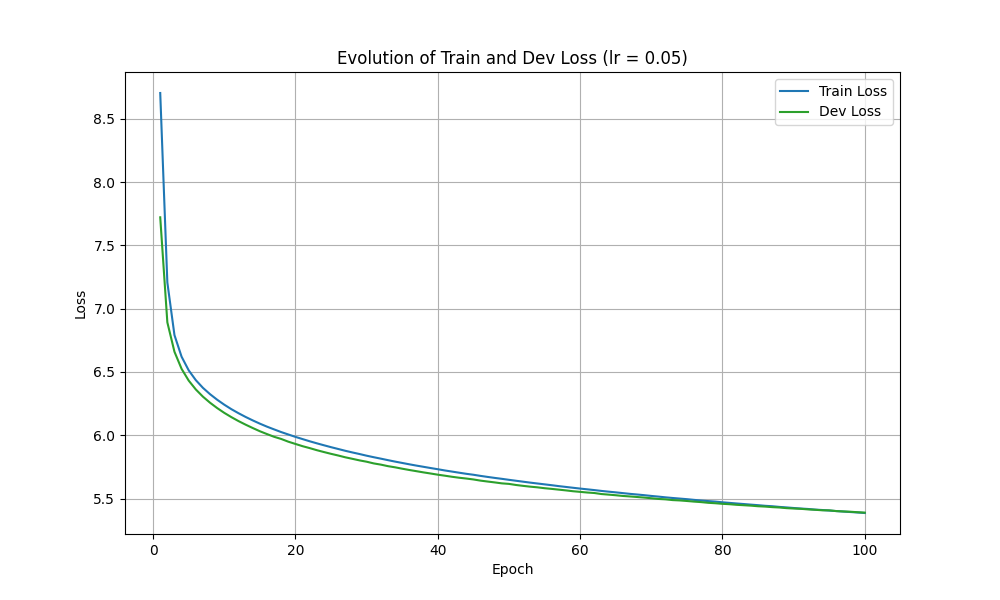 Evolution of Train and Dev Loss (lr = 0.05)
Train Loss
Dev Loss
8.5
8.0
7.5
7.0
6.5
6.0
5.5
Loss
0 20 40 60 80 100
Epoch